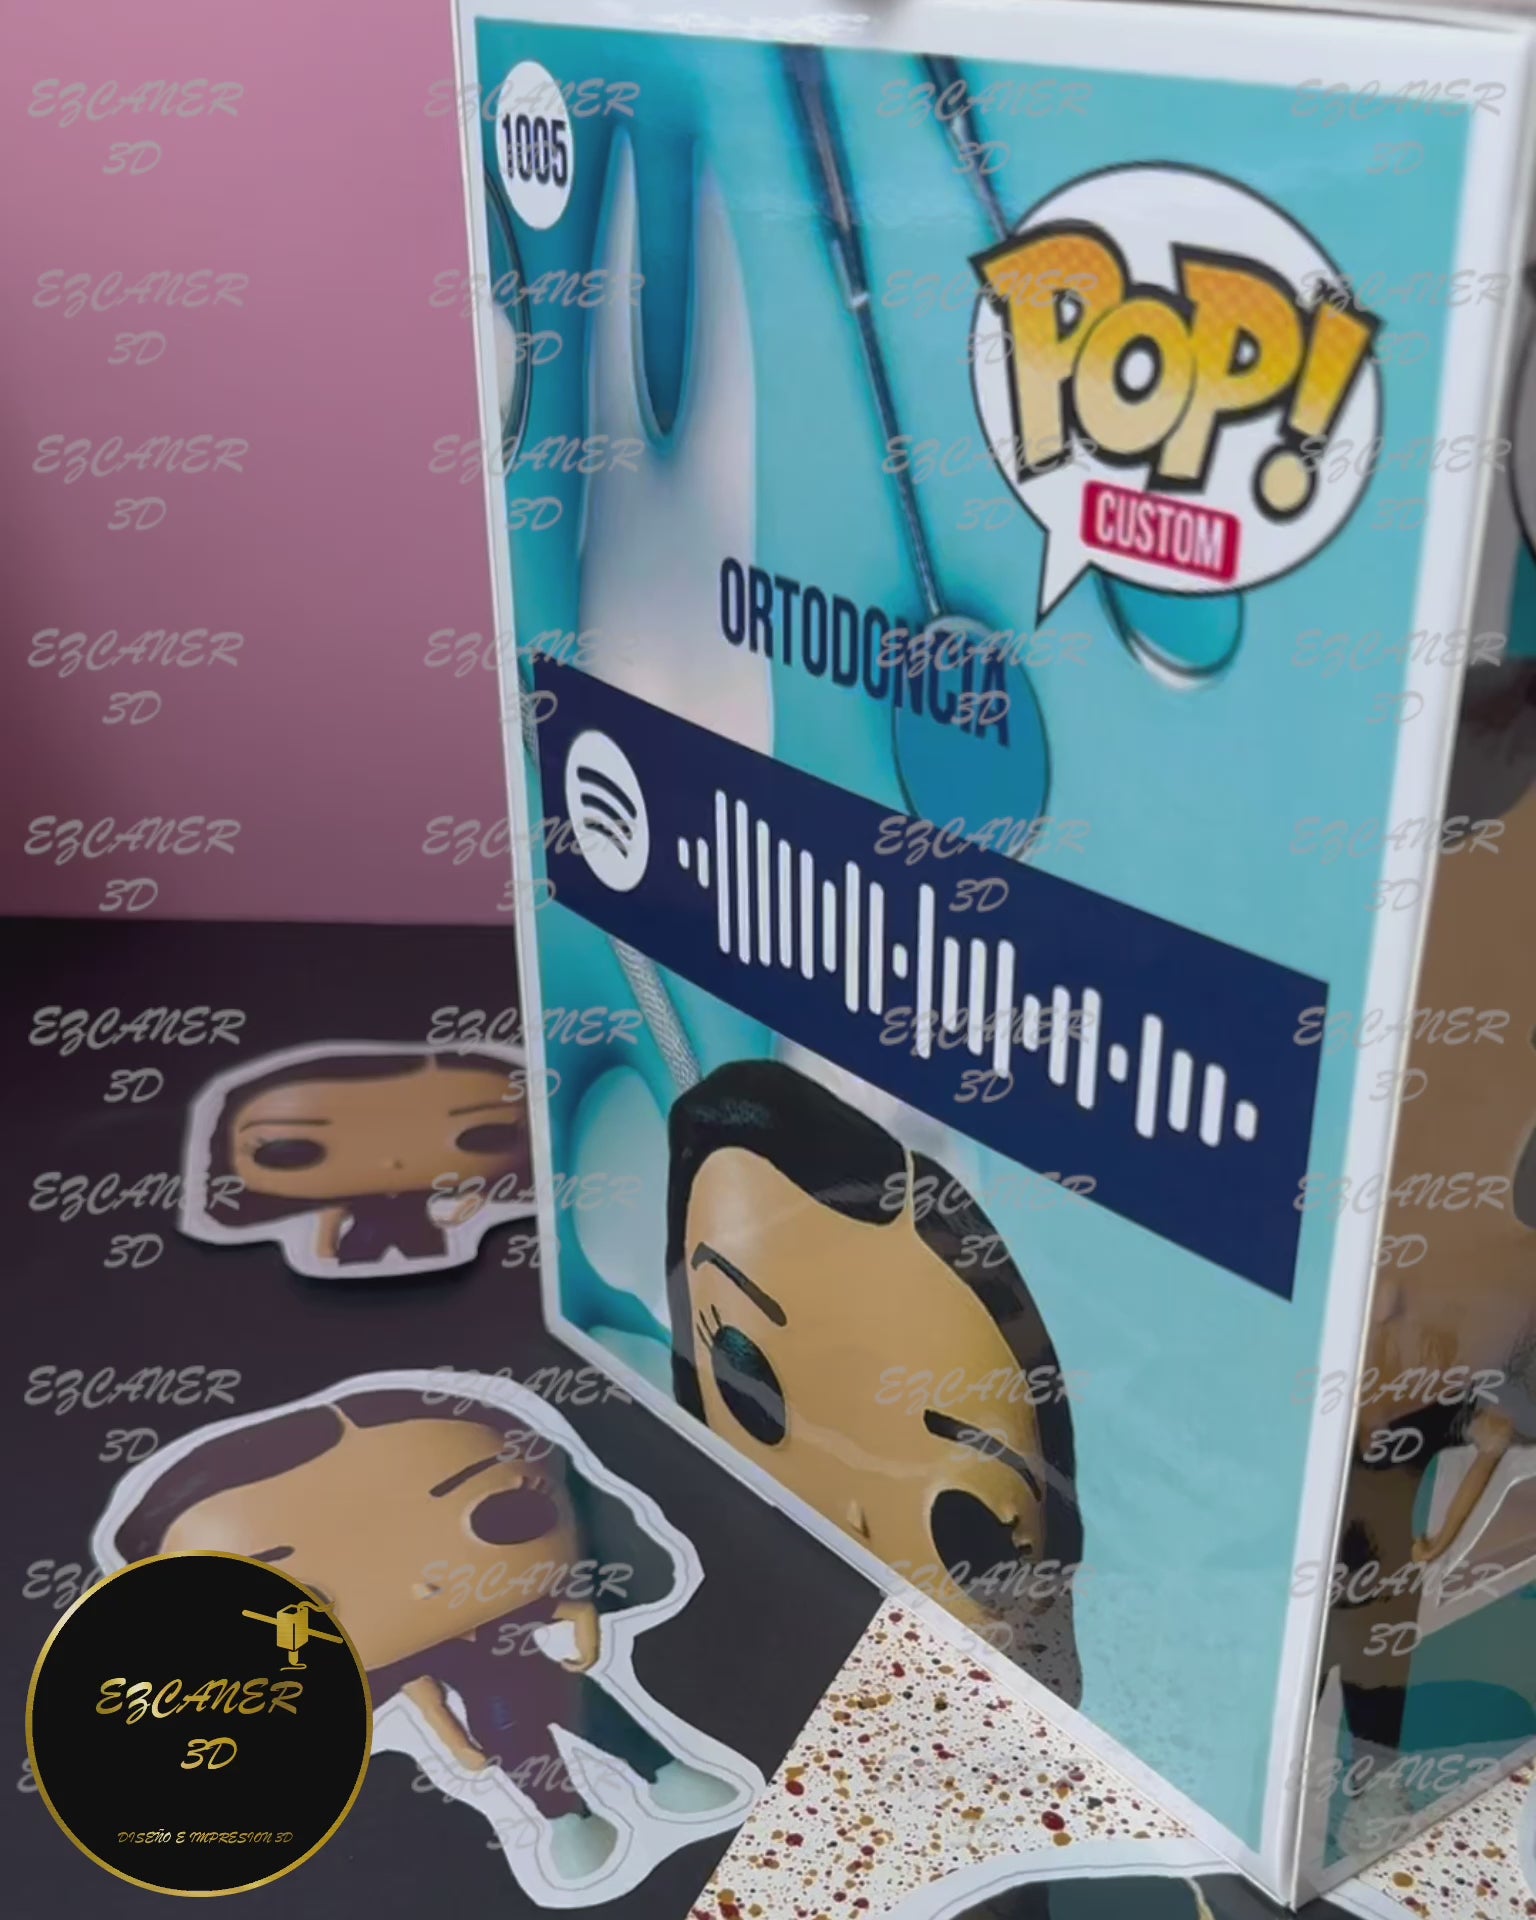 1005
POP!
CUSTOM
ORTODONCIA
EZCANER
3D
DISEÑO E IMPRESION 3D